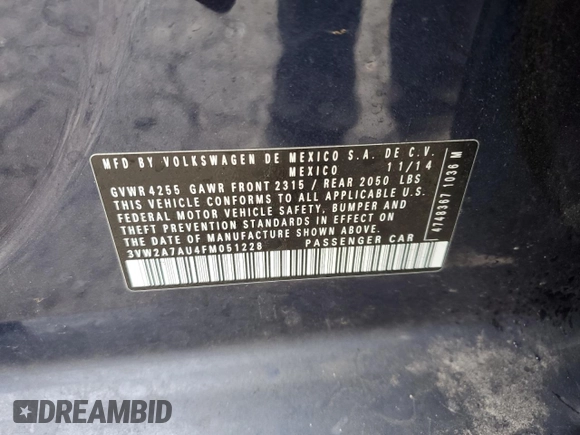 MFD BY VOLKSWAGEN DE MEXICO S.A. DE C.V.
MEXICO 11/14
GVWR 4255 GAWR FRONT 2315 / REAR 2050 LBS
THIS VEHICLE CONFORMS TO ALL APPLICABLE U.S.
FEDERAL MOTOR VEHICLE SAFETY, BUMPER AND
THEFT PREVENTION STANDARDS IN EFFECT ON
THE DATE OF MANUFACTURE SHOWN ABOVE.
3VW2A7AU4FM051228 PASSENGER CAR
4748367 1036 M
DREAMBID